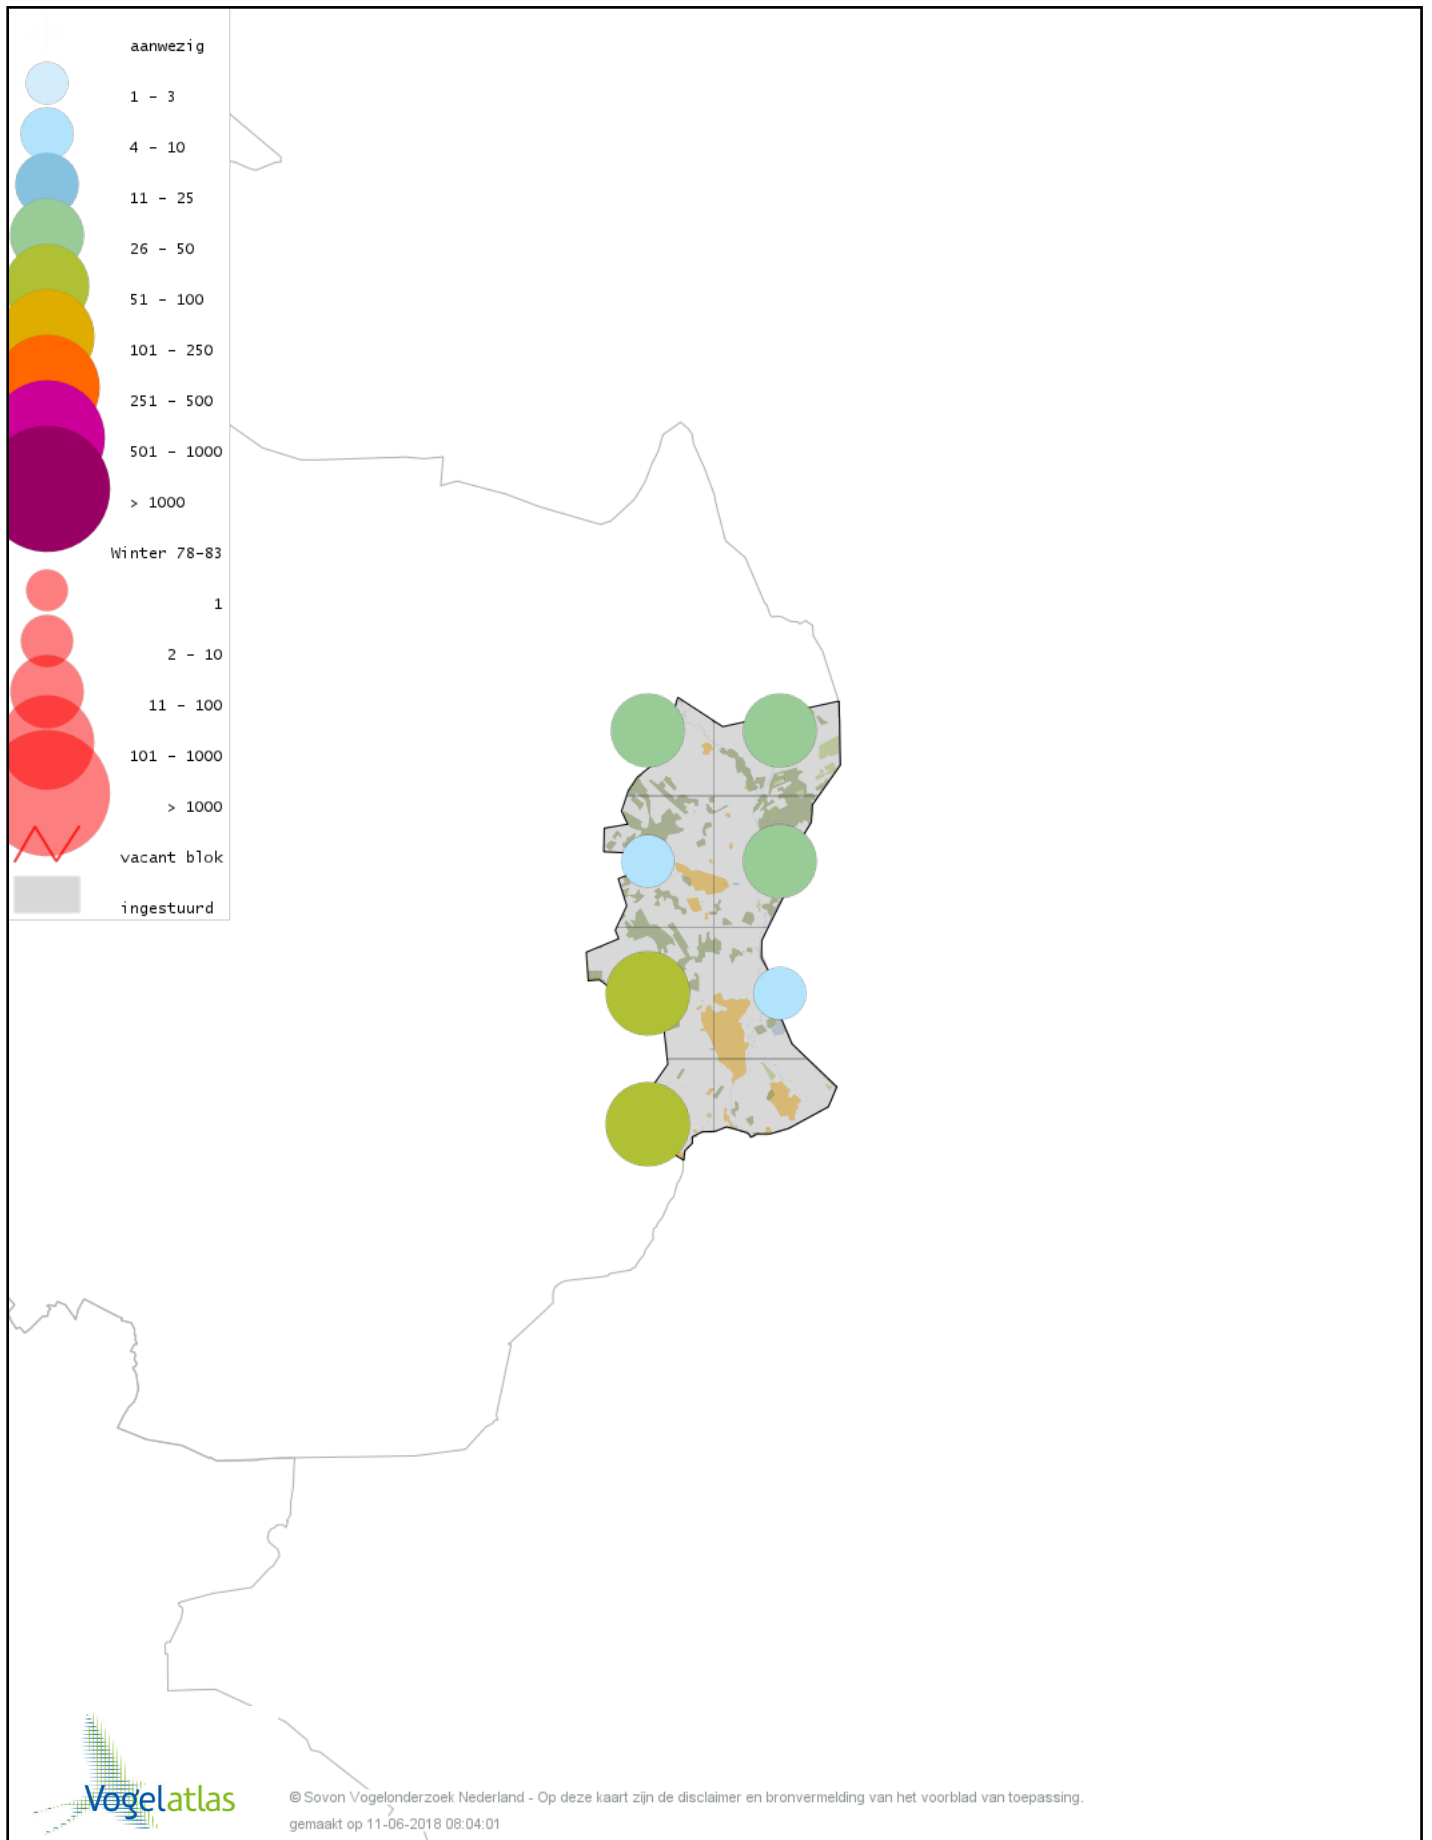 aanwezig
1 - 3
4 - 10
11 - 25
26 - 50
51 - 100
101 - 250
251 - 500
501 - 1000
> 1000
Winter 78-83
1
2 - 10
11 - 100
101 - 1000
> 1000
vacant blok
ingestuurd
Vogelatlas
© Sovon Vogelonderzoek Nederland - Op deze kaart zijn de disclaimer en bronvermelding van het voorblad van toepassing.
gemaakt op 11-06-2018 08:04:01